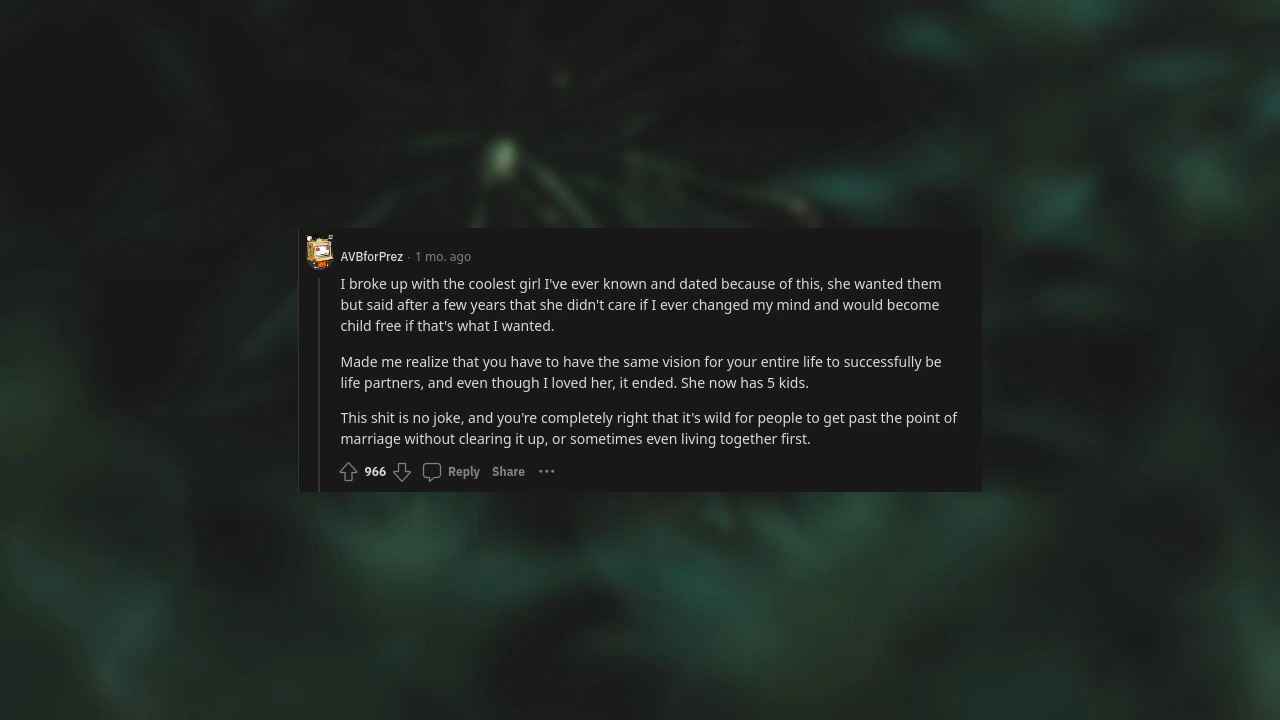 AVBforPrez · 1 mo. ago
I broke up with the coolest girl I've ever known and dated because of this, she wanted them
but said after a few years that she didn't care if I ever changed my mind and would become
child free if that's what I wanted.
Made me realize that you have to have the same vision for your entire life to successfully be
life partners, and even though I loved her, it ended. She now has 5 kids.
This shit is no joke, and you're completely right that it's wild for people to get past the point of
marriage without clearing it up, or sometimes even living together first.
966 Reply Share ···